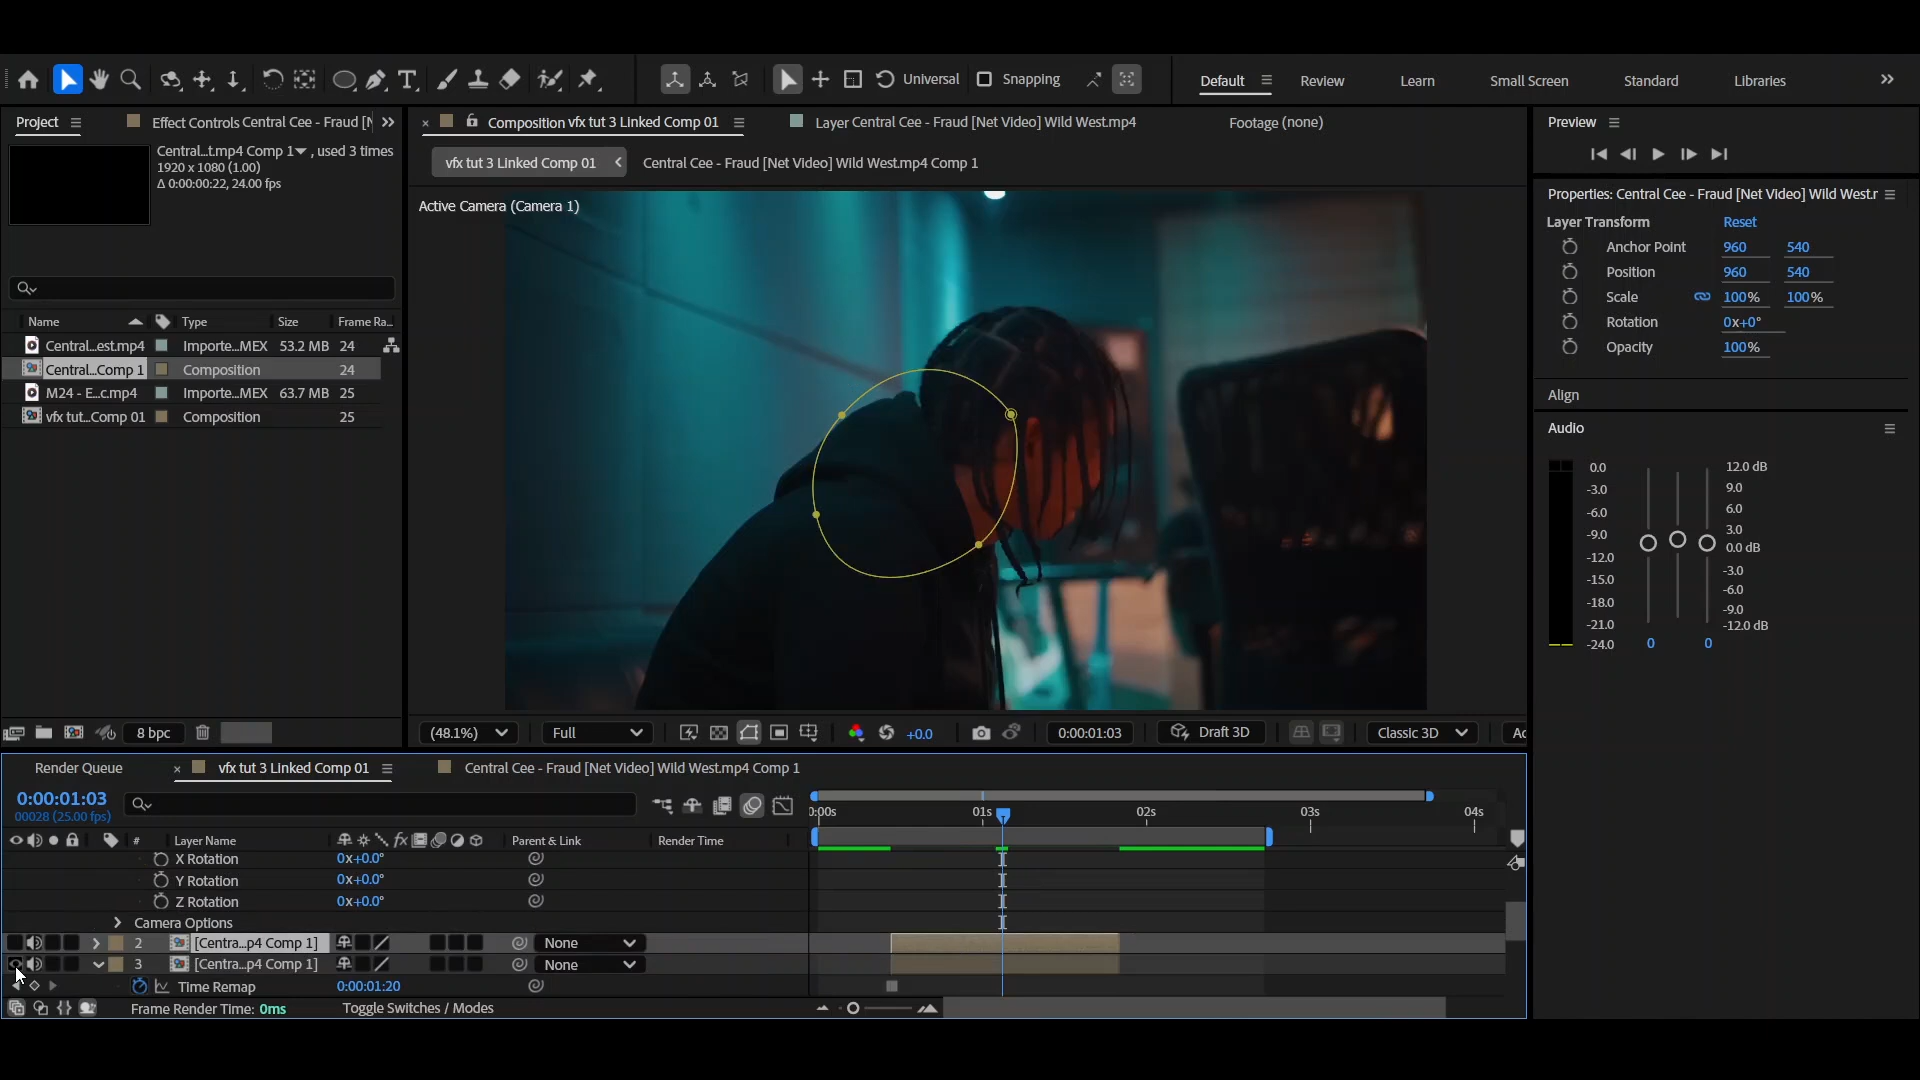 Universal
Snapping
Default
Review
Learn
Small Screen
Standard
Libraries
»
Project
Effect Controls Central Cee - Fraud [N
»
Central...t.mp4 Comp 1 , used 3 times
1920 x 1080 (1.00)
Δ 0:00:00:22, 24.00 fps
Name
Type
Size
Frame Ra...
Central...est.mp4
Importe...MEX
53.2 MB
24
Central...Comp 1
Composition
24
M24 - E...c.mp4
Importe...MEX
63.7 MB
25
vfx tut...Comp 01
Composition
25
8 bpc
× Composition vfx tut 3 Linked Comp 01
Layer Central Cee - Fraud [Net Video] Wild West.mp4
Footage (none)
vfx tut 3 Linked Comp 01
Central Cee - Fraud [Net Video] Wild West.mp4 Comp 1
Active Camera (Camera 1)
(48.1%)
Full
+0.0
0:00:01:03
Draft 3D
Classic 3D
Ac
Preview
Properties: Central Cee - Fraud [Net Video] Wild West.r
Layer Transform
Reset
Anchor Point
960
540
Position
960
540
Scale
100%
100%
Rotation
0x+0°
Opacity
100%
Align
Audio
0.0
-3.0
-6.0
-9.0
-12.0
-15.0
-18.0
-21.0
-24.0
12.0 dB
9.0
6.0
3.0
0.0 dB
-3.0
-6.0
-9.0
-12.0 dB
0
0
Render Queue
× vfx tut 3 Linked Comp 01
Central Cee - Fraud [Net Video] Wild West.mp4 Comp 1
0:00:01:03
00028 (25.00 fps)
):00s
01s
02s
03s
04s
#
Layer Name
fx
Parent & Link
Render Time
X Rotation
0x+0.0°
Y Rotation
0x+0.0°
Z Rotation
0x+0.0°
Camera Options
2
[Centra...p4 Comp 1]
None
3
[Centra...p4 Comp 1]
None
Time Remap
0:00:01:20
Frame Render Time: 0ms
Toggle Switches / Modes